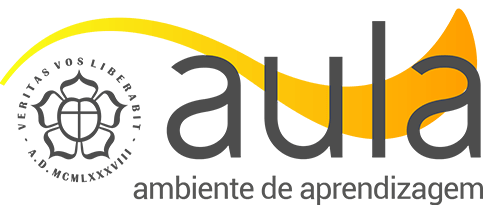 VERITAS VOS LIBERABIT
A.D. MCMLXXXVIII
aula
ambiente de aprendizagem